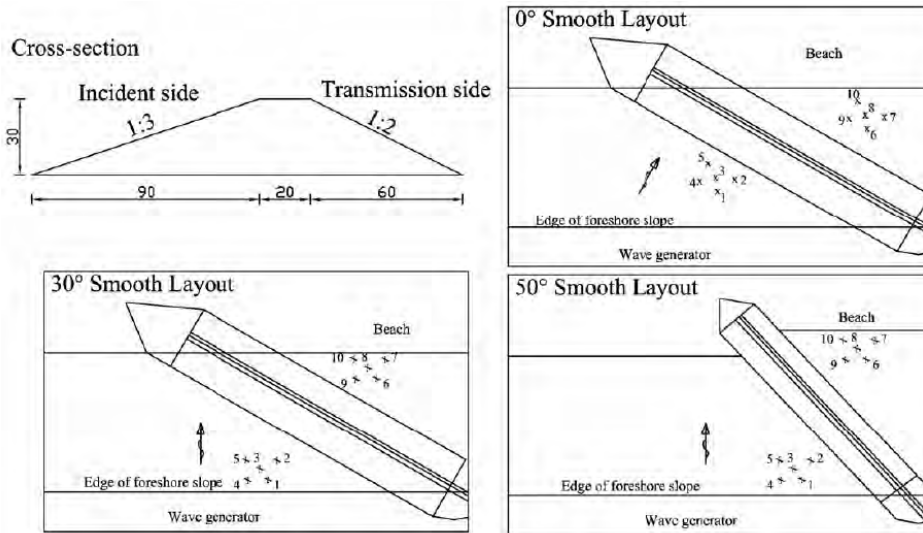 Cross-section
Incident side
Transmission side
1:3
1:2
30
90
20
60
0° Smooth Layout
Beach
10
8
9 7
6
5
3
4 2
1
Edge of foreshore slope
Wave generator
30° Smooth Layout
Beach
10 8 7
9 6
5 3 2
4 1
Edge of foreshore slope
Wave generator
50° Smooth Layout
Beach
10 8 7
9 6
5 3 2
4 1
Edge of foreshore slope
Wave generator